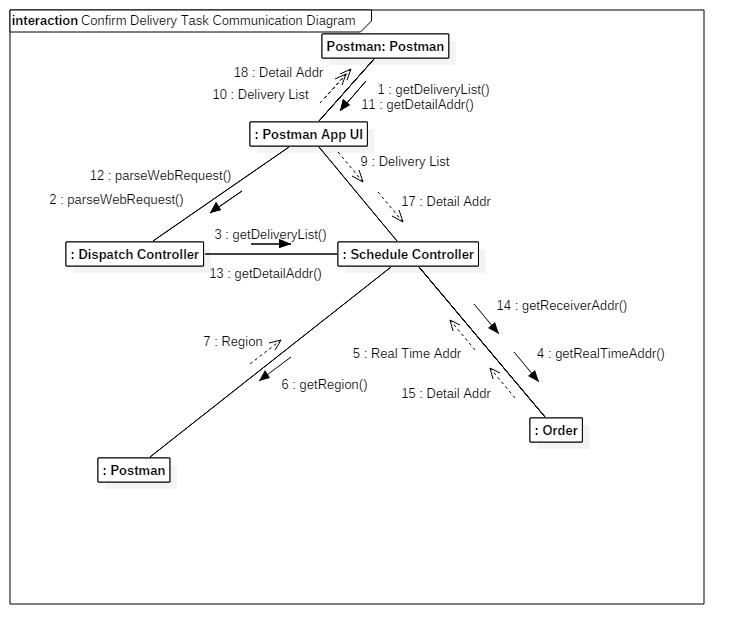 interaction Confirm Delivery Task Communication Diagram
Postman: Postman
18 : Detail Addr
10 : Delivery List
1 : getDeliveryList()
11 : getDetailAddr()
: Postman App UI
9 : Delivery List
12 : parseWebRequest()
2 : parseWebRequest()
17 : Detail Addr
3 : getDeliveryList()
: Dispatch Controller
: Schedule Controller
13 : getDetailAddr()
14 : getReceiverAddr()
7 : Region
5 : Real Time Addr
4 : getRealTimeAddr()
6 : getRegion()
15 : Detail Addr
: Order
: Postman